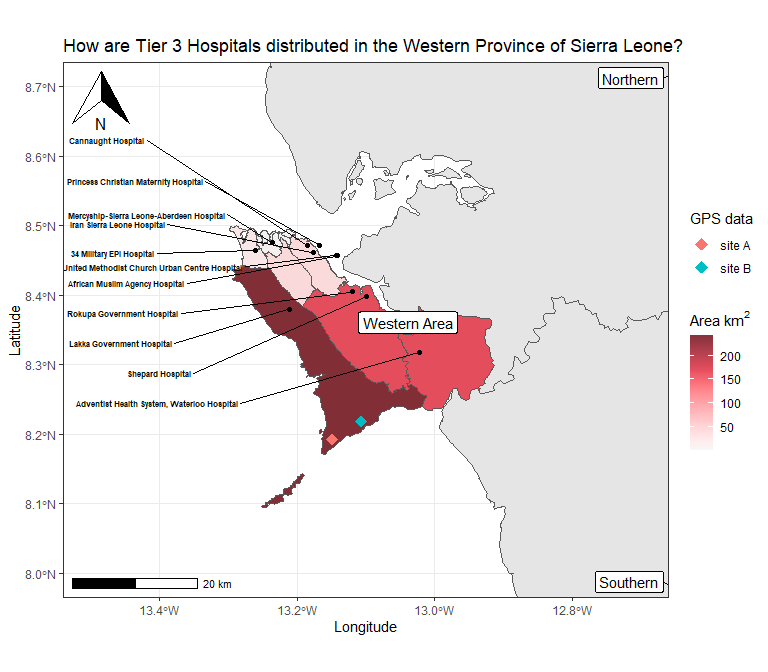 How are Tier 3 Hospitals distributed in the Western Province of Sierra Leone?
Northern
N
Cannaught Hospital
Princess Christian Maternity Hospital
Mercyship-Sierra Leone-Aberdeen Hospital
Iran Sierra Leone Hospital
34 Military EPI Hospital
United Methodist Church Urban Centre Hospital
African Muslim Agency Hospital
Rokupa Government Hospital
Western Area
Lakka Government Hospital
Shepard Hospital
Adventist Health System, Waterloo Hospital
Southern
20 km
8.7°N
8.6°N
8.5°N
8.4°N
8.3°N
8.2°N
8.1°N
8.0°N
Latitude
13.4°W
13.2°W
13.0°W
12.8°W
Longitude
GPS data
site A
site B
Area km²
200
150
100
50